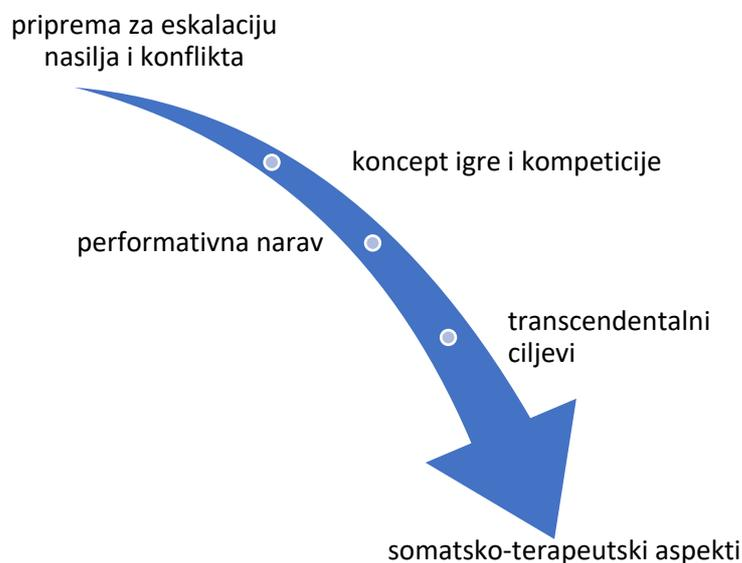 priprema za eskalaciju
nasilja i konflikta
koncept igre i kompeticije
performativna narav
transcendentalni
ciljevi
somatsko-terapeutski aspekti